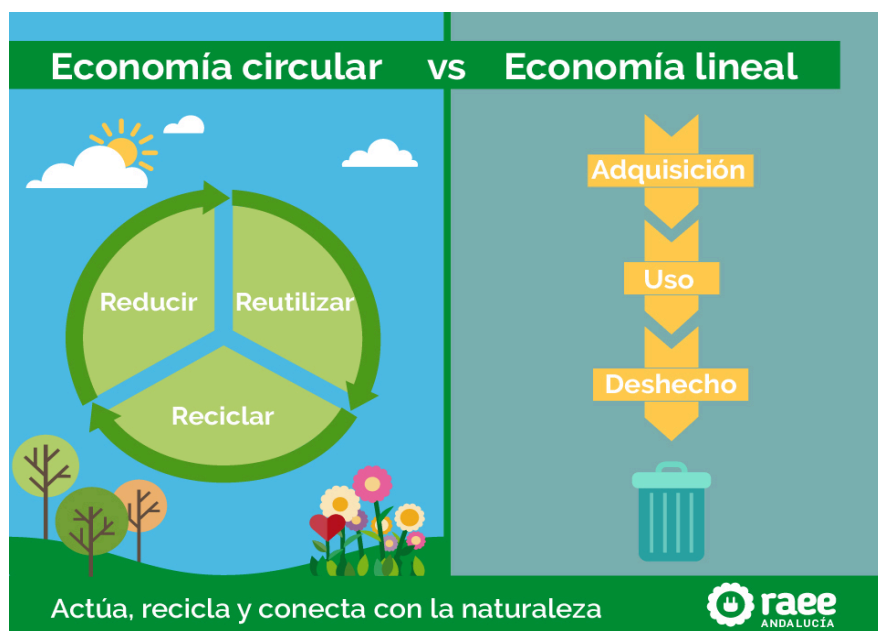 Economía circular vs Economía lineal
Reducir
Reutilizar
Reciclar
Adquisición
Uso
Deshecho
Actúa, recicla y conecta con la naturaleza
raee
ANDALUCÍA